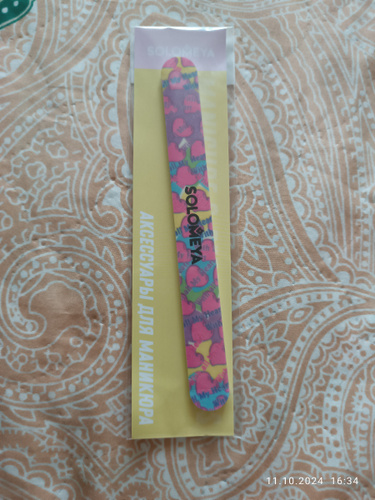 SOLOMEYA
АКСЕССУАРЫ ДЛЯ МАНИКЮРА
11.10.2024 16:34